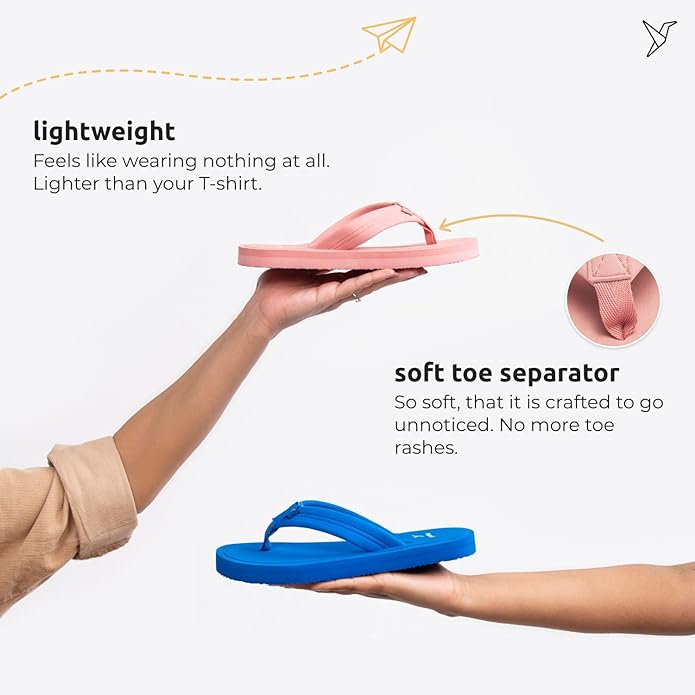 lightweight
Feels like wearing nothing at all.
Lighter than your T-shirt.
soft toe separator
So soft, that it is crafted to go
unnoticed. No more toe
rashes.